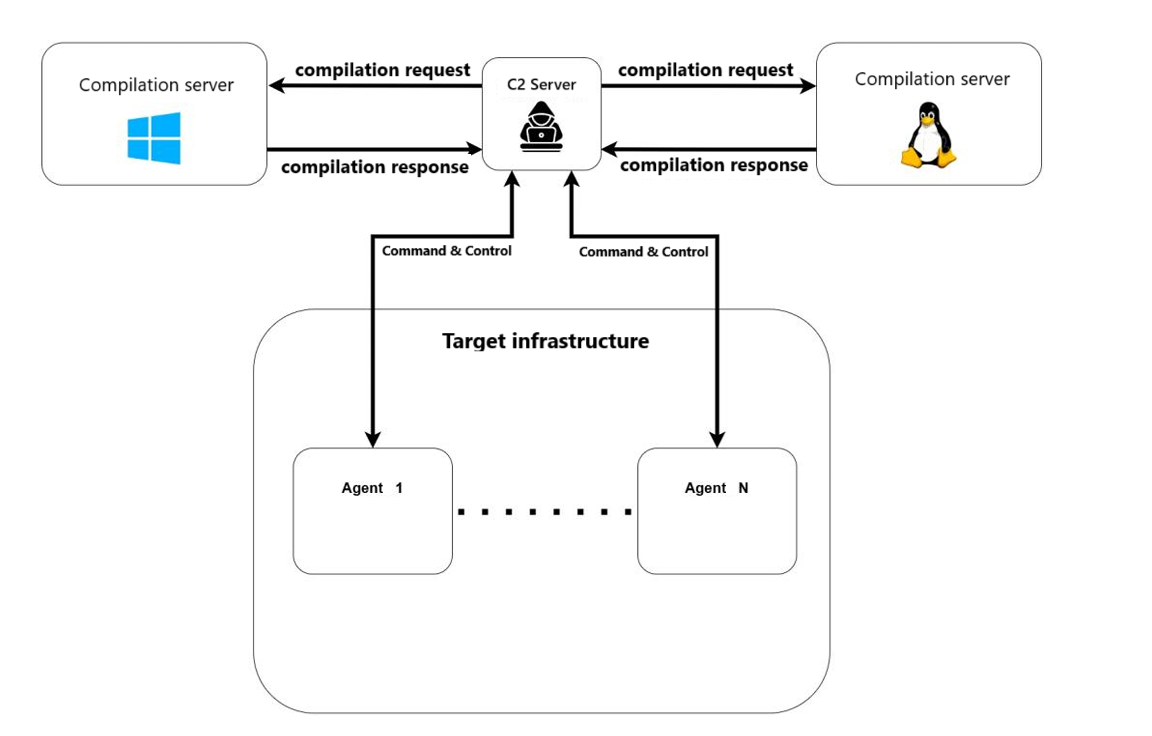 Compilation server
compilation request
C2 Server
compilation request
Compilation server
compilation response
compilation response
Command & Control
Command & Control
Target infrastructure
Agent 1
Agent N